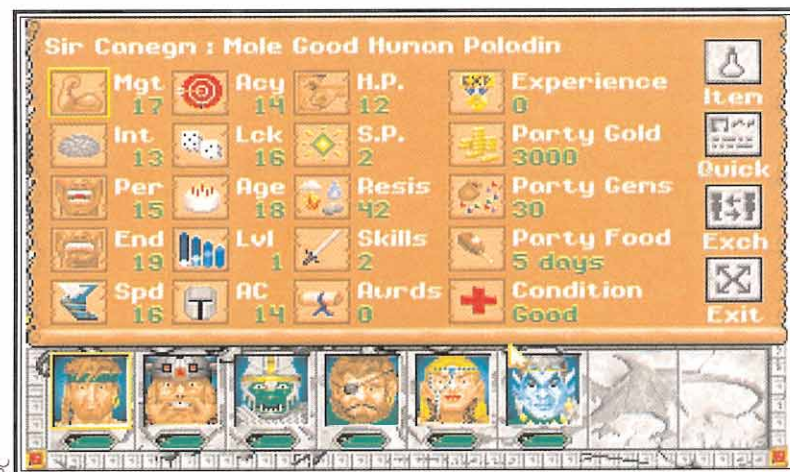 Sir Canegm : Male Good Human Paladin
Mgt 17 Acy 14 H.P. 12 Experience 0
Item
Int 13 Lck 16 S.P. 2 Party Gold 3000
Quick
Per 15 Age 18 Resis 42 Party Gems 30
Exch
End 19 Lvl 1 Skills 2 Party Food 5 days
Spd 16 AC 14 Awrds 0 Condition Good
Exit